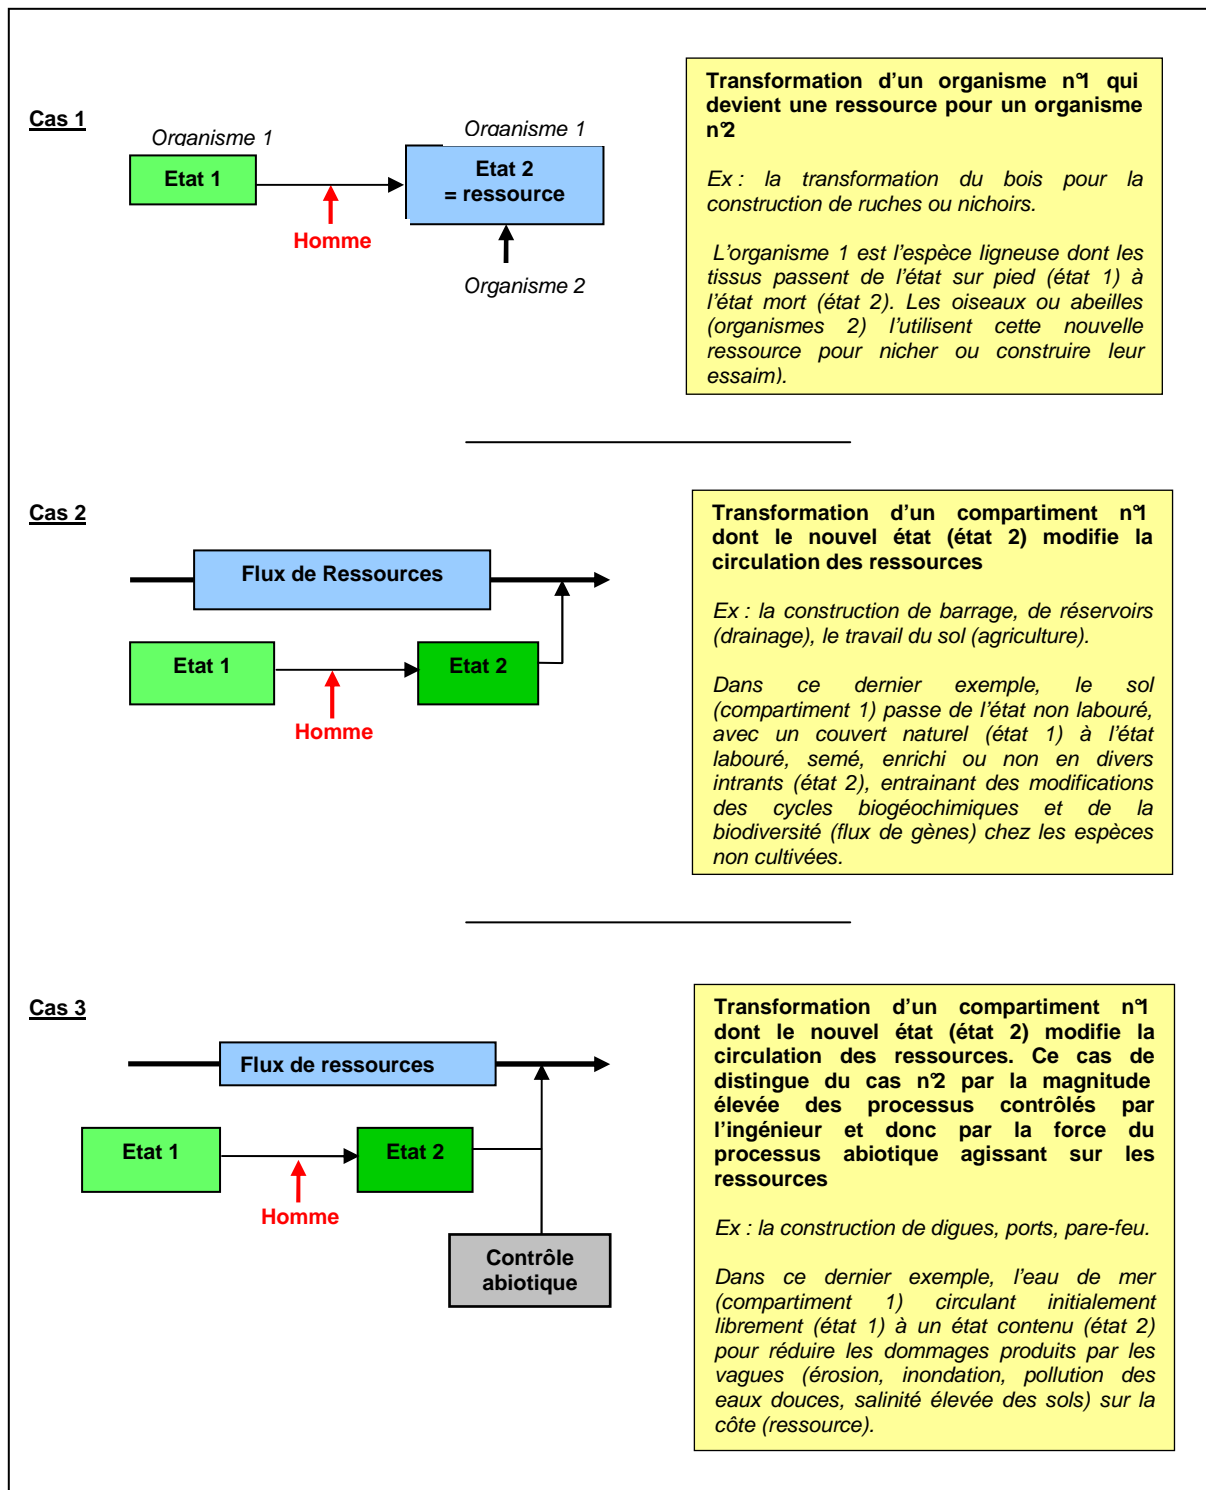 Cas 1
Organisme 1
Etat 1
Homme
Organisme 1
Etat 2
= ressource
Organisme 2
Transformation d'un organisme n°1 qui
devient une ressource pour un organisme
n°2
Ex : la transformation du bois pour la
construction de ruches ou nichoirs.
L'organisme 1 est l'espèce ligneuse dont les
tissus passent de l'état sur pied (état 1) à
l'état mort (état 2). Les oiseaux ou abeilles
(organismes 2) l'utilisent cette nouvelle
ressource pour nicher ou construire leur
essaim).
Cas 2
Flux de Ressources
Etat 1
Etat 2
Homme
Transformation d'un compartiment n°1
dont le nouvel état (état 2) modifie la
circulation des ressources
Ex : la construction de barrage, de réservoirs
(drainage), le travail du sol (agriculture).
Dans ce dernier exemple, le sol
(compartiment 1) passe de l'état non labouré,
avec un couvert naturel (état 1) à l'état
labouré, semé, enrichi ou non en divers
intrants (état 2), entrainant des modifications
des cycles biogéochimiques et de la
biodiversité (flux de gènes) chez les espèces
non cultivées.
Cas 3
Flux de ressources
Etat 1
Etat 2
Homme
Contrôle
abiotique
Transformation d'un compartiment n°1
dont le nouvel état (état 2) modifie la
circulation des ressources. Ce cas de
distingue du cas n°2 par la magnitude
élevée des processus contrôlés par
l'ingénieur et donc par la force du
processus abiotique agissant sur les
ressources
Ex : la construction de digues, ports, pare-feu.
Dans ce dernier exemple, l'eau de mer
(compartiment 1) circulant initialement
librement (état 1) à un état contenu (état 2)
pour réduire les dommages produits par les
vagues (érosion, inondation, pollution des
eaux douces, salinité élevée des sols) sur la
côte (ressource).